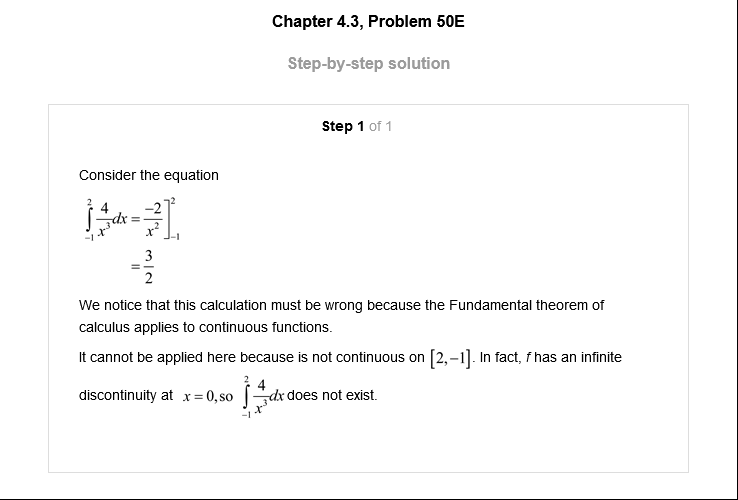 Chapter 4.3, Problem 50E
Step-by-step solution
Step 1 of 1
Consider the equation
$\int_{-1}^{2} \frac{4}{x^3} dx = \left. \frac{-2}{x^2} \right]_{-1}^{2}$
$= \frac{3}{2}$
We notice that this calculation must be wrong because the Fundamental theorem of
calculus applies to continuous functions.
It cannot be applied here because is not continuous on $[2,-1]$. In fact, f has an infinite
discontinuity at $x = 0$, so $\int_{-1}^{2} \frac{4}{x^3} dx$ does not exist.